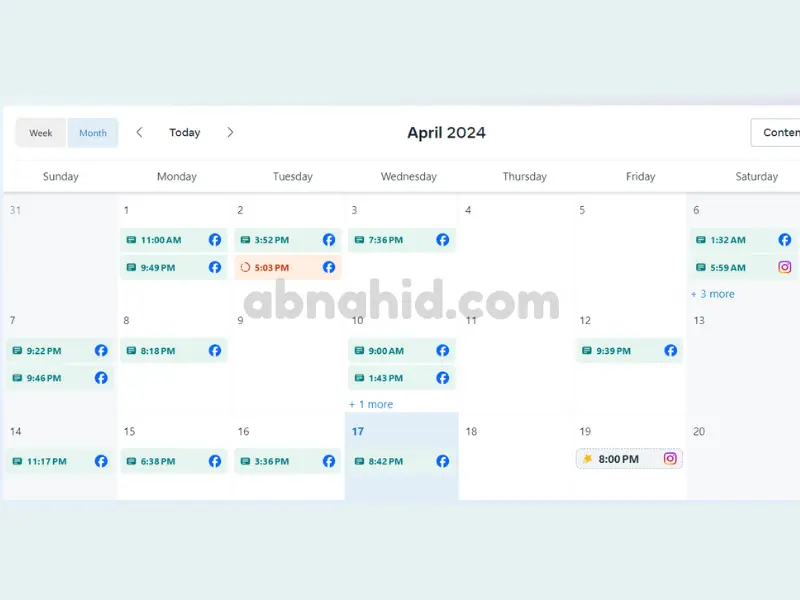 Week Month Today April 2024
Sunday Monday Tuesday Wednesday Thursday Friday Saturday
31 1 2 3 4 5 6
11:00 AM 3:52 PM 7:36 PM 1:32 AM
9:49 PM 5:03 PM 5:59 AM
+ 3 more
abnahid.com
7 8 9 10 11 12 13
9:22 PM 8:18 PM 9:00 AM 9:39 PM
9:46 PM 1:43 PM
+ 1 more
14 15 16 17 18 19 20
11:17 PM 6:38 PM 3:36 PM 8:42 PM 8:00 PM